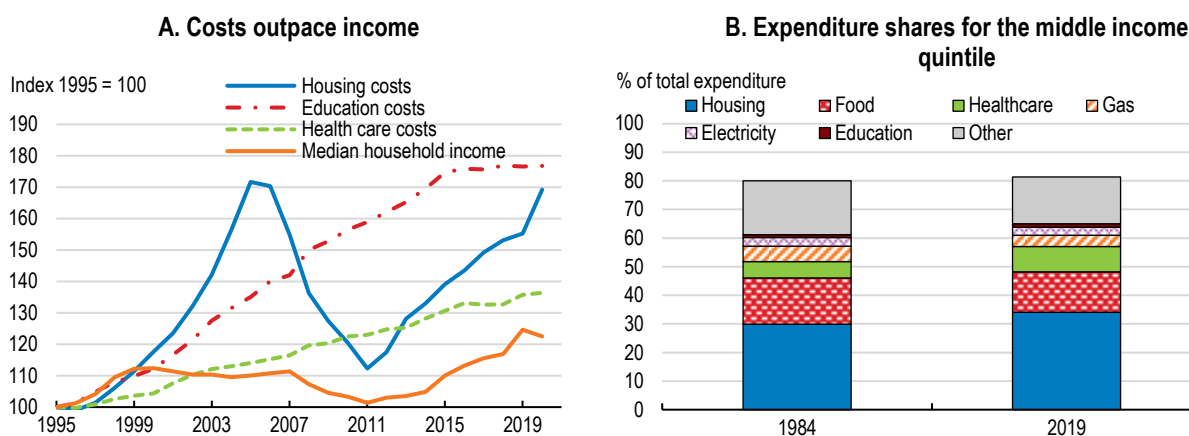 A. Costs outpace income
Index 1995 = 100
Housing costs
Education costs
Health care costs
Median household income
190
180
170
160
150
140
130
120
110
100
1995 1999 2003 2007 2011 2015 2019
B. Expenditure shares for the middle income
quintile
% of total expenditure
Housing Food Healthcare Gas
Electricity Education Other
100
90
80
70
60
50
40
30
20
10
0
1984 2019